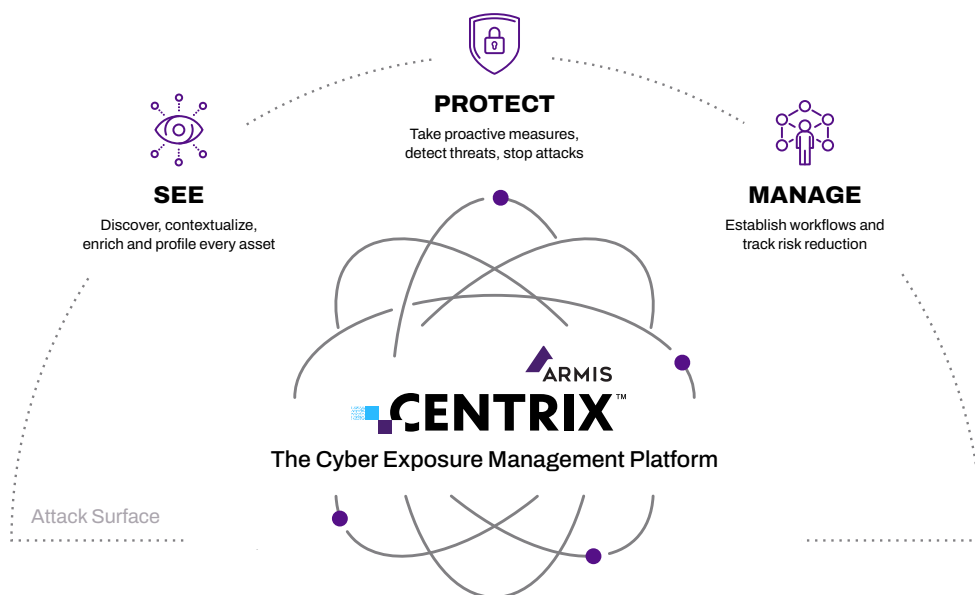 PROTECT
Take proactive measures,
detect threats, stop attacks
SEE
Discover, contextualize,
enrich and profile every asset
MANAGE
Establish workflows and
track risk reduction
ARMIS
CENTRIX™
The Cyber Exposure Management Platform
Attack Surface